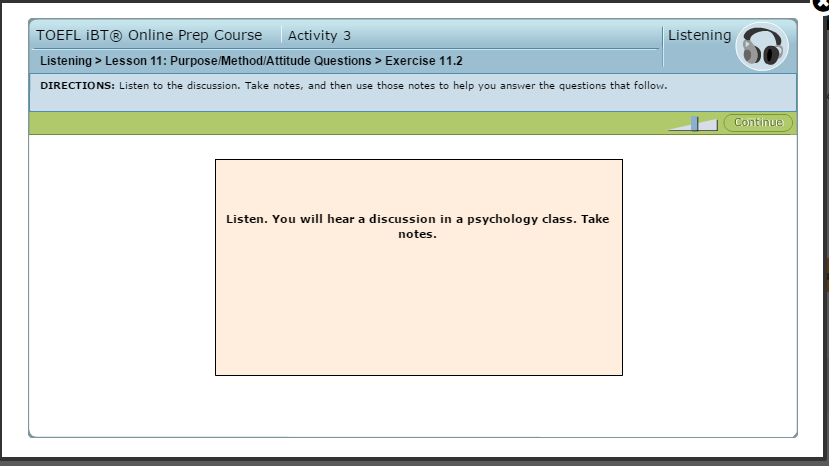 TOEFL iBT® Online Prep Course Activity 3 Listening
Listening > Lesson 11: Purpose/Method/Attitude Questions > Exercise 11.2
DIRECTIONS: Listen to the discussion. Take notes, and then use those notes to help you answer the questions that follow.
Continue
Listen. You will hear a discussion in a psychology class. Take
notes.